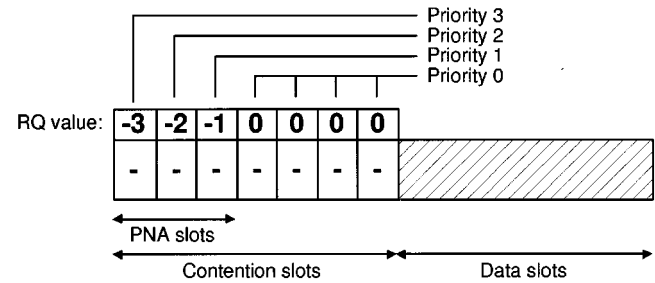 Priority 3
Priority 2
Priority 1
Priority 0
RQ value: -3 -2 -1 0 0 0 0
- - - - - - -
PNA slots
Contention slots Data slots